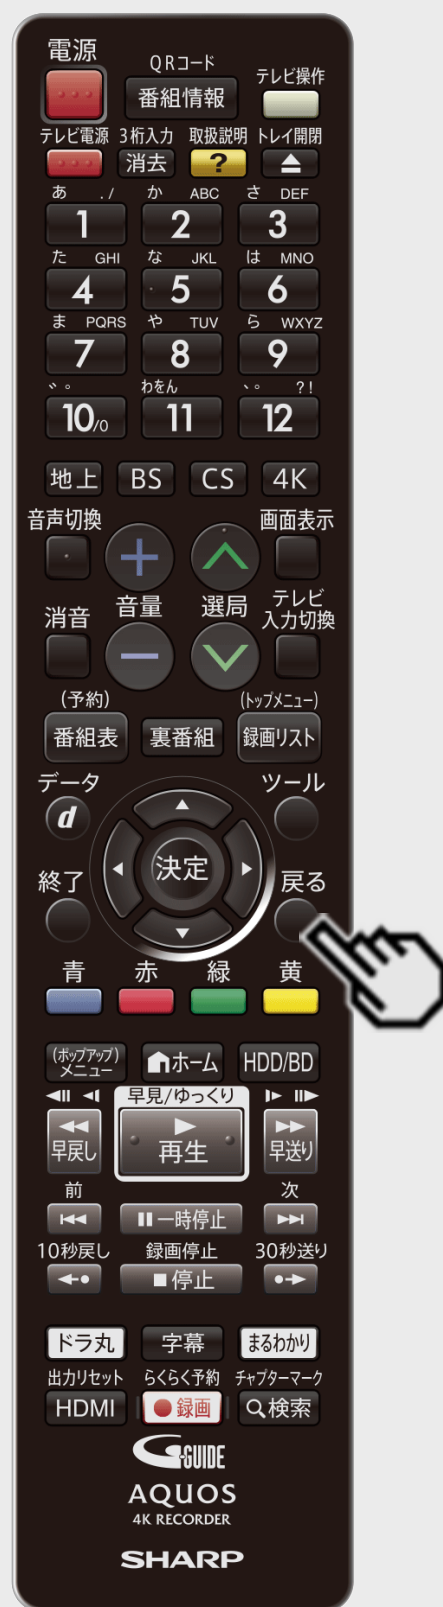 電源
QRコード
テレビ操作
番組情報
テレビ電源 3桁入力 取扱説明 トレイ開閉
消去 ?
あ ./ か ABC さ DEF
1 2 3
た GHI な JKL は MNO
4 5 6
ま PQRS や TUV ら WXYZ
7 8 9
゛゜ わをん 、。 ?!
10/0 11 12
地上 BS CS 4K
音声切換 画面表示
+
消音 音量 選局 テレビ
入力切換
−
(予約) (トップメニュー)
番組表 裏番組 録画リスト
データ ツール
d
決定
終了 戻る
青 赤 緑 黄
(ポップアップ)
メニュー ホーム HDD/BD
早見/ゆっくり
早戻し 再生 早送り
前 次
一時停止
10秒戻し 録画停止 30秒送り
停止
ドラ丸 字幕 まるわかり
出力リセット らくらく予約 チャプターマーク
HDMI 録画 検索
G-GUIDE
AQUOS
4K RECORDER
SHARP